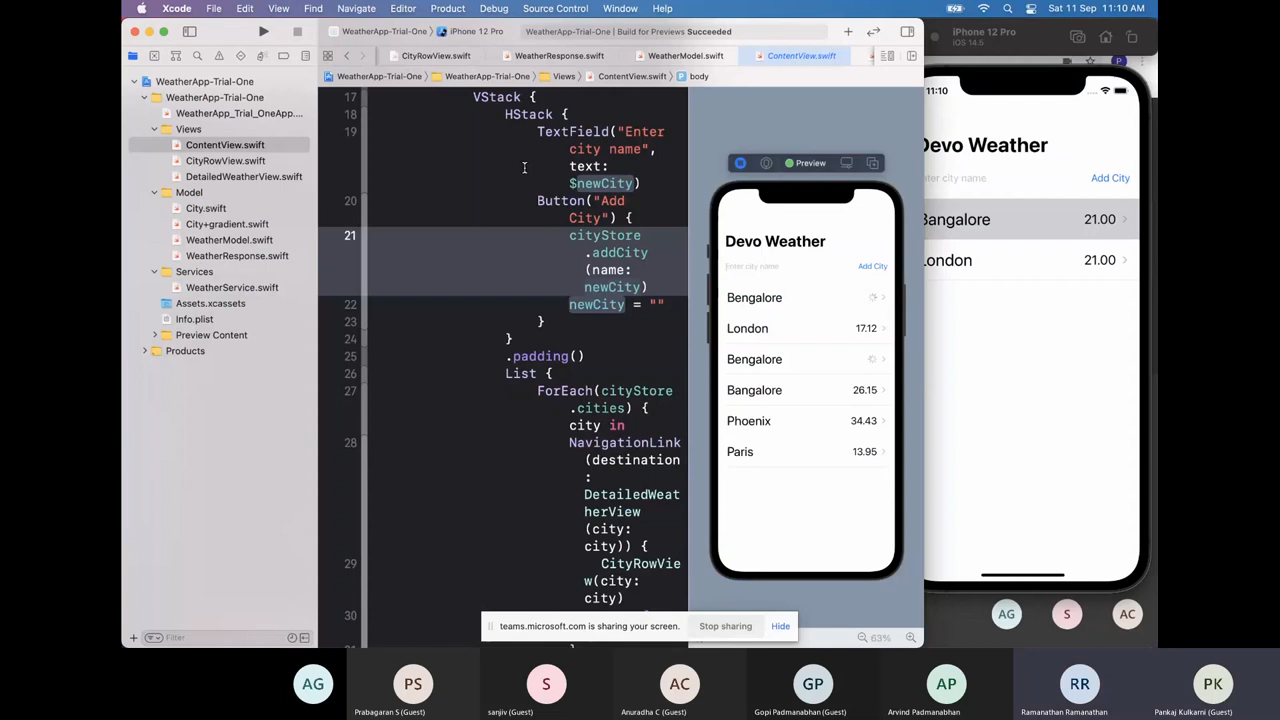 Xcode File Edit View Find Navigate Editor Product Debug Source Control Window Help
Sat 11 Sep 11:10 AM
WeatherApp-Trial-One iPhone 12 Pro
WeatherApp-Trial-One | Build for Previews Succeeded
CityRowView.swift WeatherResponse.swift WeatherModel.swift ContentView.swift
WeatherApp-Trial-One WeatherApp-Trial-One Views ContentView.swift body
WeatherApp-Trial-One
WeatherApp-Trial-One
WeatherApp_Trial_OneApp....
Views
ContentView.swift
CityRowView.swift
DetailedWeatherView.swift
Model
City.swift
City+gradient.swift
WeatherModel.swift
WeatherResponse.swift
Services
WeatherService.swift
Assets.xcassets
Info.plist
Preview Content
Products
Filter
17 VStack {
18 HStack {
19 TextField("Enter
city name",
text:
$newCity)
20 Button("Add
City") {
21 cityStore
.addCity
(name:
newCity)
22 newCity = ""
23 }
24 }
25 .padding()
26 List {
27 ForEach(cityStore
.cities) {
city in
28 NavigationLink
(destination
:
DetailedWeat
herView
(city:
city)) {
29 CityRowVie
w(city:
city)
30
Preview
Devo Weather
Enter city name Add City
Bengalore
London 17.12
Bengalore
Bangalore 26.15
Phoenix 34.43
Paris 13.95
63%
iPhone 12 Pro
iOS 14.5
11:10
Devo Weather
enter city name Add City
Bangalore 21.00
London 21.00
teams.microsoft.com is sharing your screen. Stop sharing Hide
AG S AC
AG PS S AC GP AP RR PK
Prabagaran S (Guest) sanjiv (Guest) Anuradha C (Guest) Gopi Padmanabhan Arvind Padmanabhan Ramanathan Ramanathan Pankaj Kulkarni (Guest)